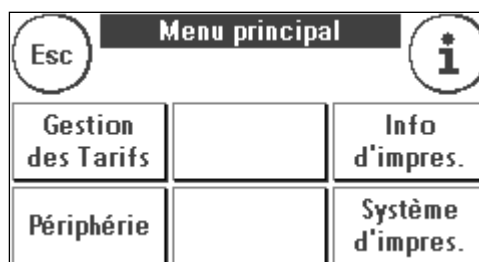 Menu principal
Esc
i
Gestion
des Tarifs
Info
d'impres.
Périphérie
Système
d'impres.